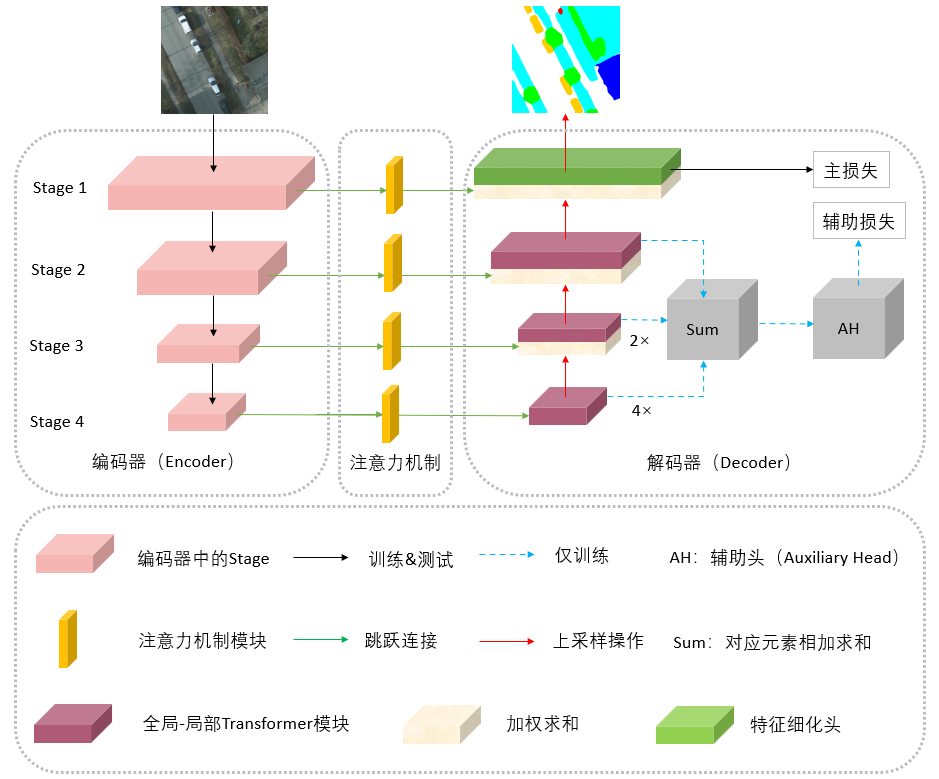 Stage 1
主损失
辅助损失
Stage 2
Sum
AH
Stage 3
2×
Stage 4
4×
编码器（Encoder）
注意力机制
解码器（Decoder）
编码器中的Stage
训练&测试
仅训练
AH：辅助头（Auxiliary Head）
注意力机制模块
跳跃连接
上采样操作
Sum：对应元素相加求和
全局-局部Transformer模块
加权求和
特征细化头